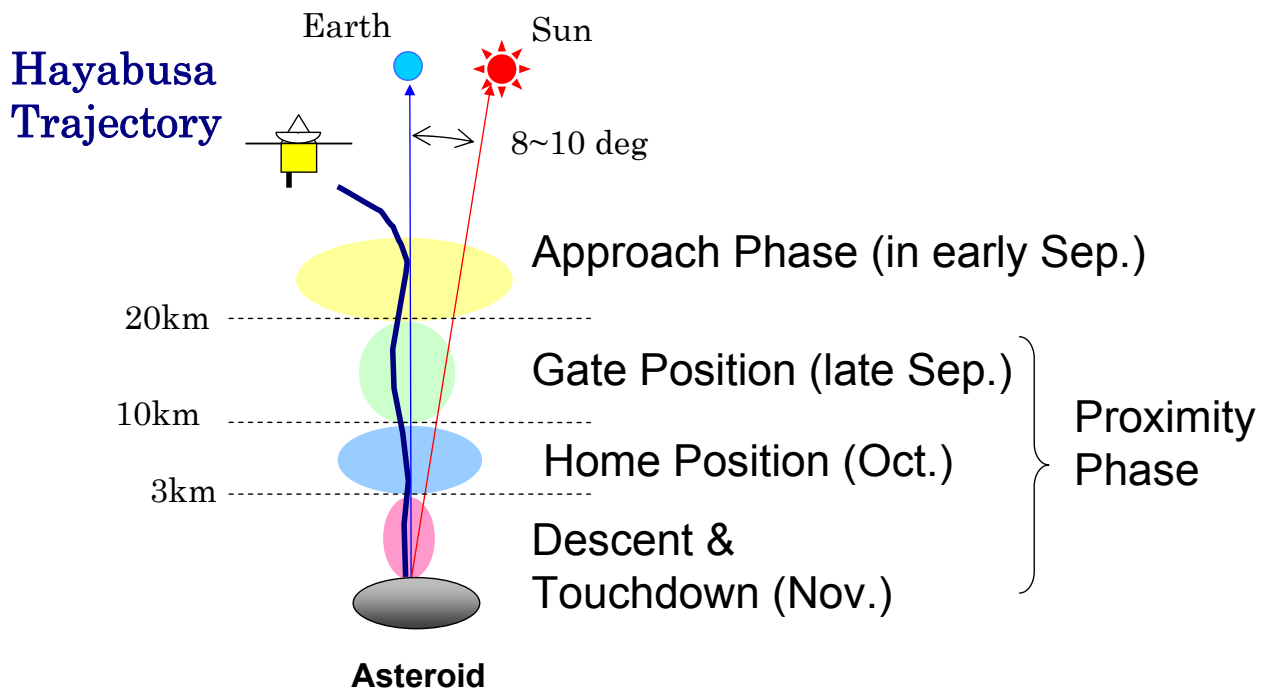 Earth
Sun
Hayabusa
Trajectory
8~10 deg
Approach Phase (in early Sep.)
20km
Gate Position (late Sep.)
10km
Proximity
Phase
Home Position (Oct.)
3km
Descent &
Touchdown (Nov.)
Asteroid